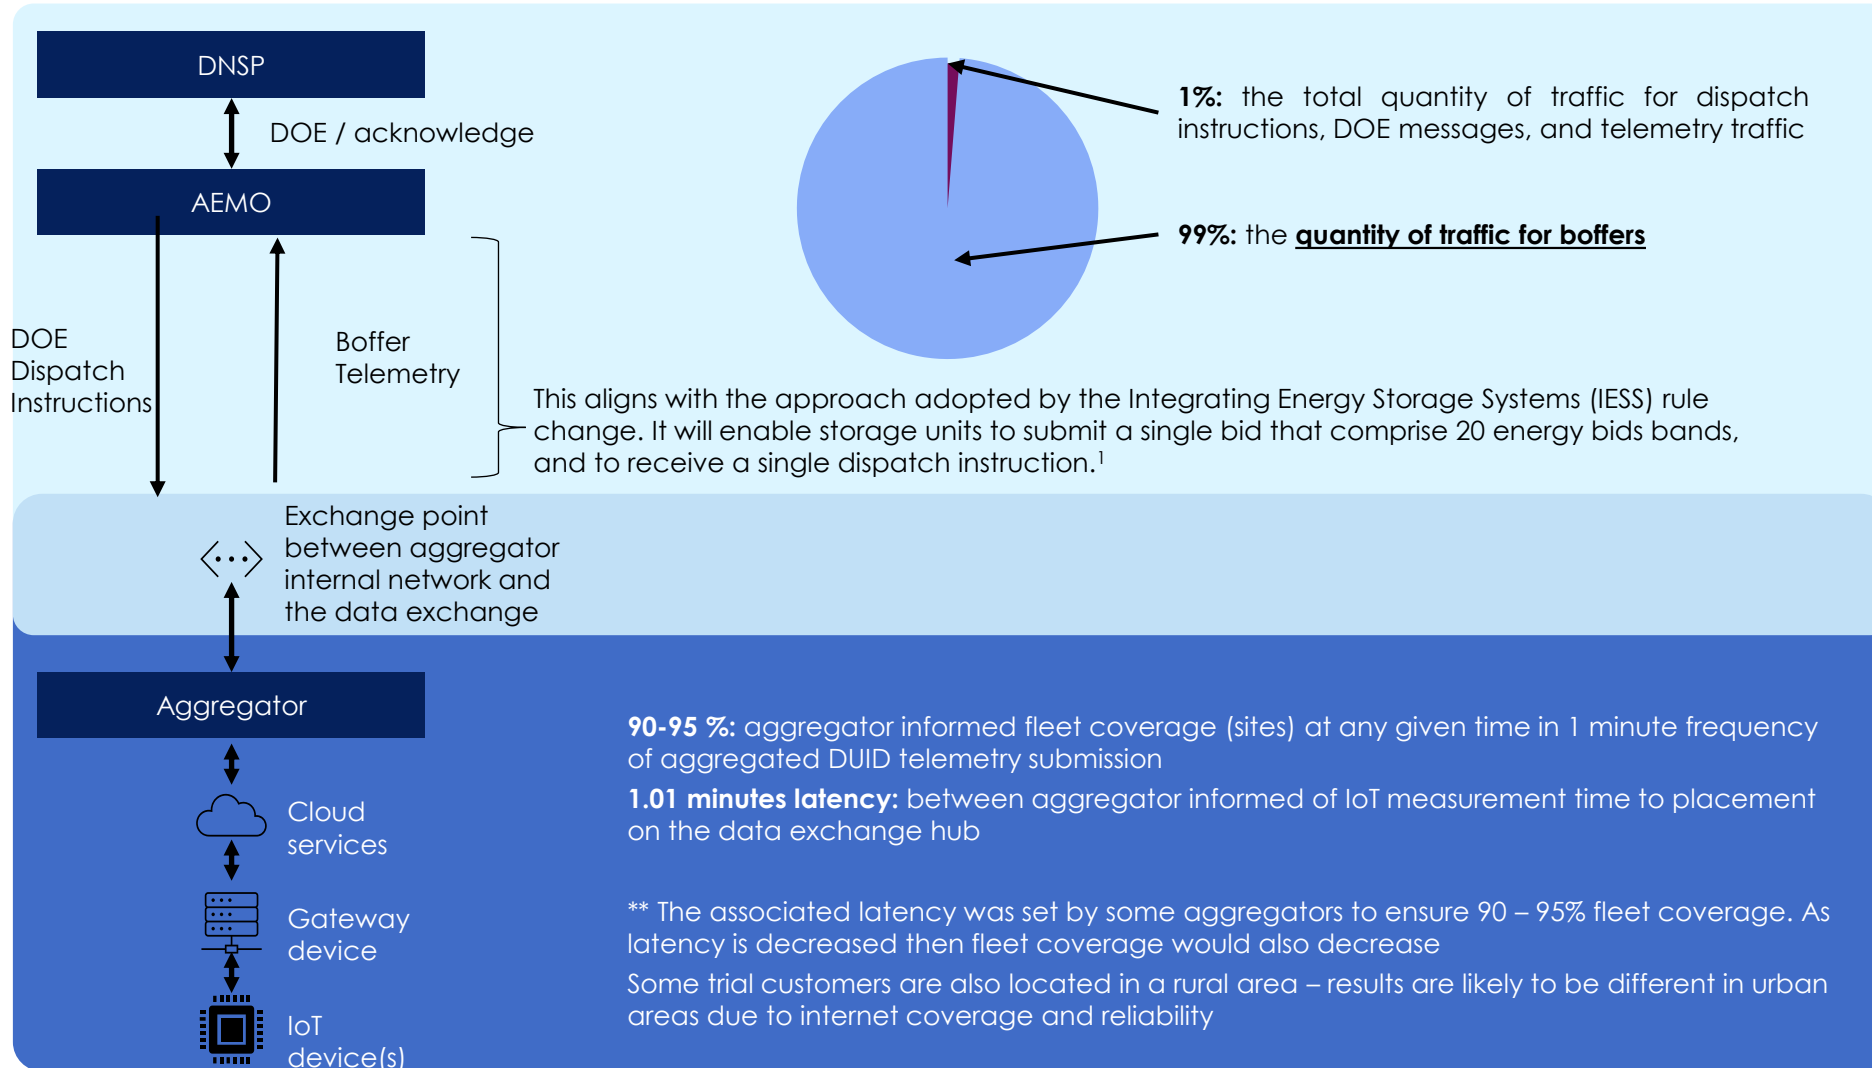 DNSP
DOE / acknowledge
AEMO
1%: the total quantity of traffic for dispatch
instructions, DOE messages, and telemetry traffic
99%: the quantity of traffic for boffers
DOE
Dispatch
Instructions
Boffer
Telemetry
This aligns with the approach adopted by the Integrating Energy Storage Systems (IESS) rule
change. It will enable storage units to submit a single bid that comprise 20 energy bids bands,
and to receive a single dispatch instruction.1
Exchange point
between aggregator
internal network and
the data exchange
Aggregator
Cloud
services
Gateway
device
IoT
device(s)
90-95 %: aggregator informed fleet coverage (sites) at any given time in 1 minute frequency
of aggregated DUID telemetry submission
1.01 minutes latency: between aggregator informed of IoT measurement time to placement
on the data exchange hub
** The associated latency was set by some aggregators to ensure 90 – 95% fleet coverage. As
latency is decreased then fleet coverage would also decrease
Some trial customers are also located in a rural area – results are likely to be different in urban
areas due to internet coverage and reliability